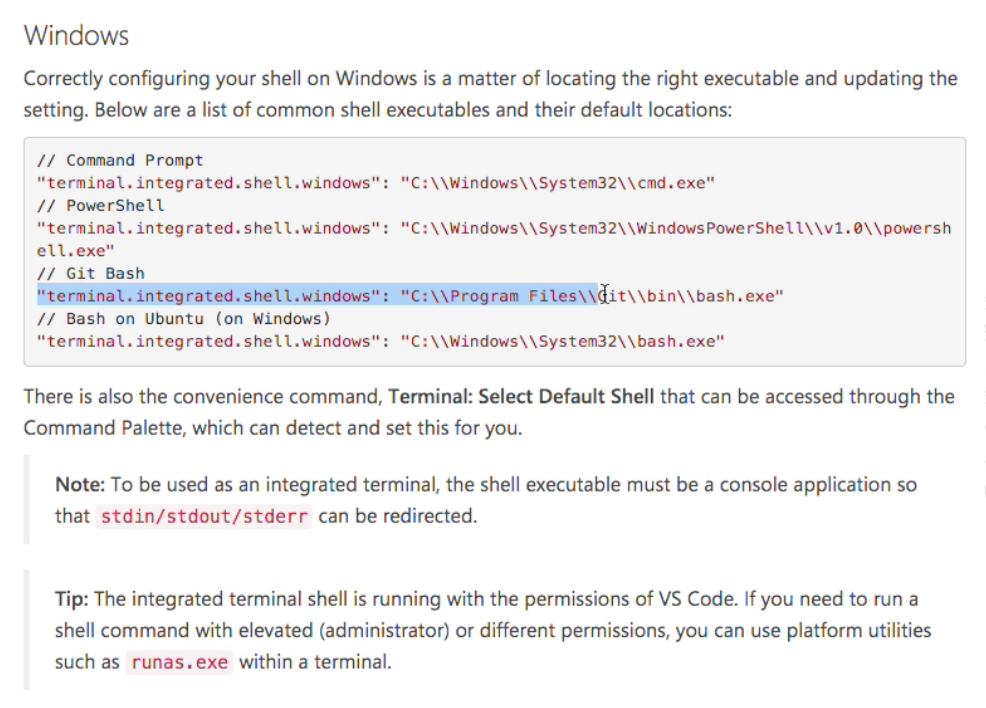 Windows
Correctly configuring your shell on Windows is a matter of locating the right executable and updating the
setting. Below are a list of common shell executables and their default locations:
// Command Prompt
"terminal.integrated.shell.windows": "C:\\Windows\\System32\\cmd.exe"
// PowerShell
"terminal.integrated.shell.windows": "C:\\Windows\\System32\\WindowsPowerShell\\v1.0\\powersh
ell.exe"
// Git Bash
"terminal.integrated.shell.windows": "C:\\Program Files\\Git\\bin\\bash.exe"
// Bash on Ubuntu (on Windows)
"terminal.integrated.shell.windows": "C:\\Windows\\System32\\bash.exe"
There is also the convenience command, Terminal: Select Default Shell that can be accessed through the
Command Palette, which can detect and set this for you.
Note: To be used as an integrated terminal, the shell executable must be a console application so
that stdin/stdout/stderr can be redirected.
Tip: The integrated terminal shell is running with the permissions of VS Code. If you need to run a
shell command with elevated (administrator) or different permissions, you can use platform utilities
such as runas.exe within a terminal.